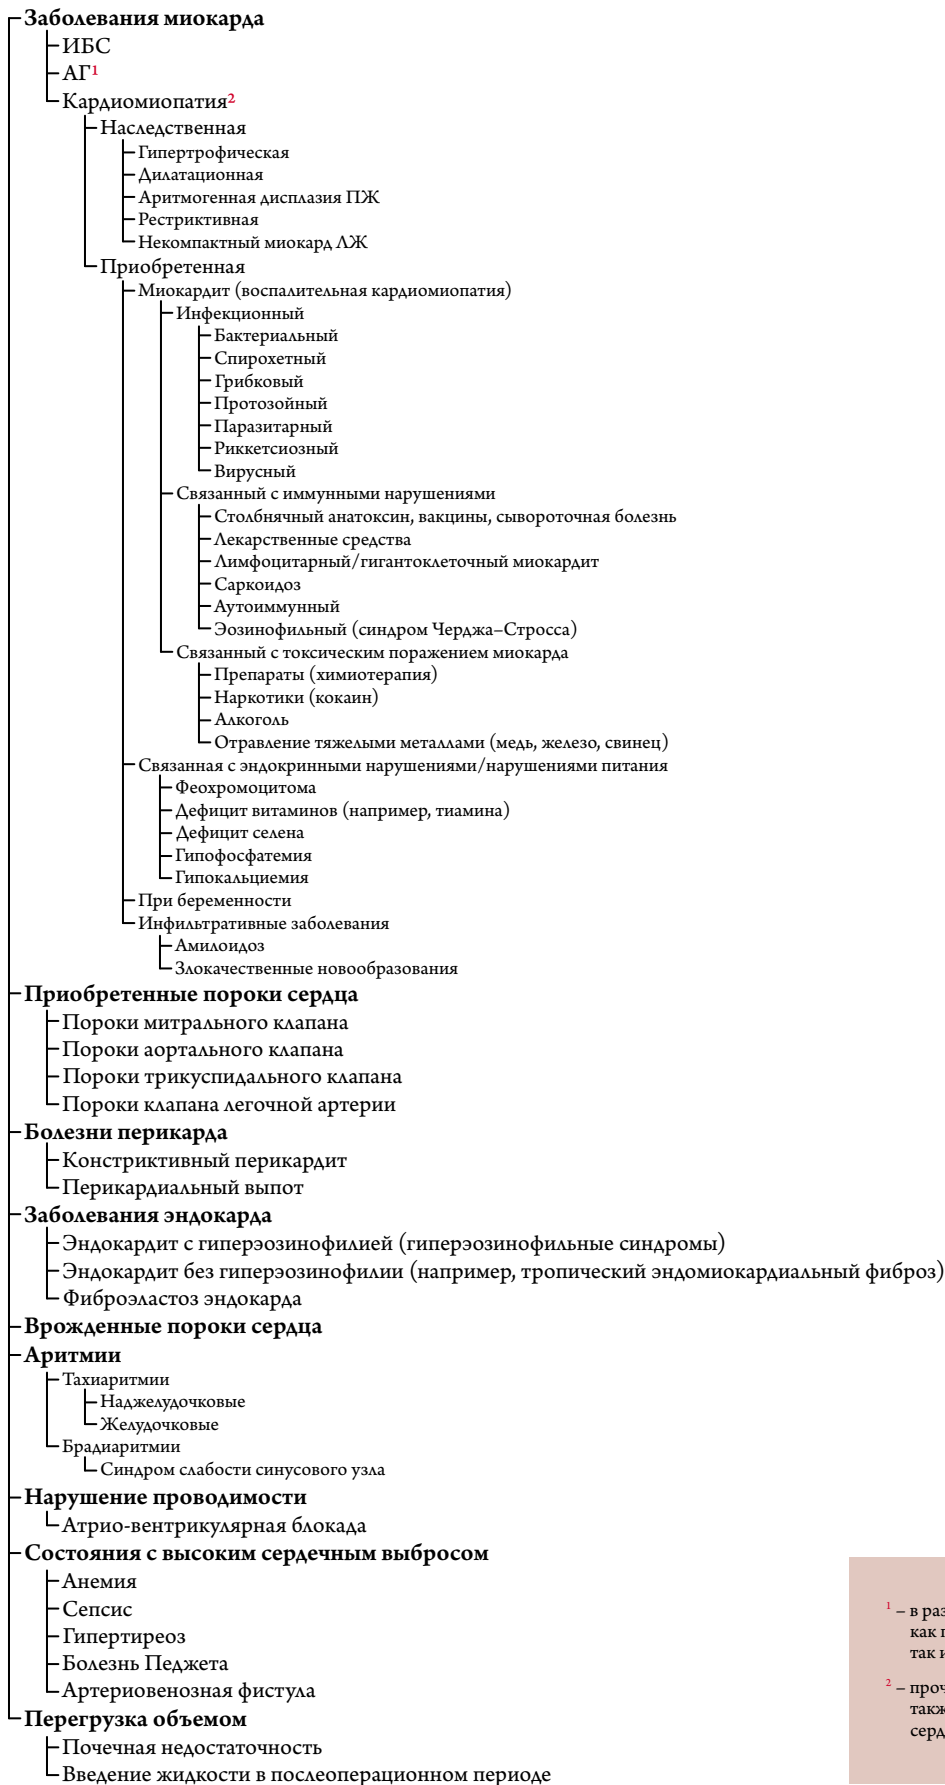 Заболевания миокарда
ИБС
АГ¹
Кардиомиопатия²
Наследственная
Гипертрофическая
Дилатационная
Аритмогенная дисплазия ПЖ
Рестриктивная
Некомпактный миокард ЛЖ
Приобретенная
Миокардит (воспалительная кардиомиопатия)
Инфекционный
Бактериальный
Спирохетный
Грибковый
Протозойный
Паразитарный
Риккетсиозный
Вирусный
Связанный с иммунными нарушениями
Столбнячный анатоксин, вакцины, сывороточная болезнь
Лекарственные средства
Лимфоцитарный/гигантоклеточный миокардит
Саркоидоз
Аутоиммунный
Эозинофильный (синдром Черджа–Стросса)
Связанный с токсическим поражением миокарда
Препараты (химиотерапия)
Наркотики (кокаин)
Алкоголь
Отравление тяжелыми металлами (медь, железо, свинец)
Связанная с эндокринными нарушениями/нарушениями питания
Феохромоцитома
Дефицит витаминов (например, тиамина)
Дефицит селена
Гипофосфатемия
Гипокальциемия
При беременности
Инфильтративные заболевания
Амилоидоз
Злокачественные новообразования
Приобретенные пороки сердца
Пороки митрального клапана
Пороки аортального клапана
Пороки трикуспидального клапана
Пороки клапана легочной артерии
Болезни перикарда
Констриктивный перикардит
Перикардиальный выпот
Заболевания эндокарда
Эндокардит с гиперэозинофилией (гиперэозинофильные синдромы)
Эндокардит без гиперэозинофилии (например, тропический эндомиокардиальный фиброз)
Фиброэластоз эндокарда
Врожденные пороки сердца
Аритмии
Тахиаритмии
Наджелудочковые
Желудочковые
Брадиаритмии
Синдром слабости синусового узла
Нарушение проводимости
Атрио-вентрикулярная блокада
Состояния с высоким сердечным выбросом
Анемия
Сепсис
Гипертиреоз
Болезнь Педжета
Артериовенозная фистула
Перегрузка объемом
Почечная недостаточность
Введение жидкости в послеоперационном периоде
¹ – в
как
так
² –